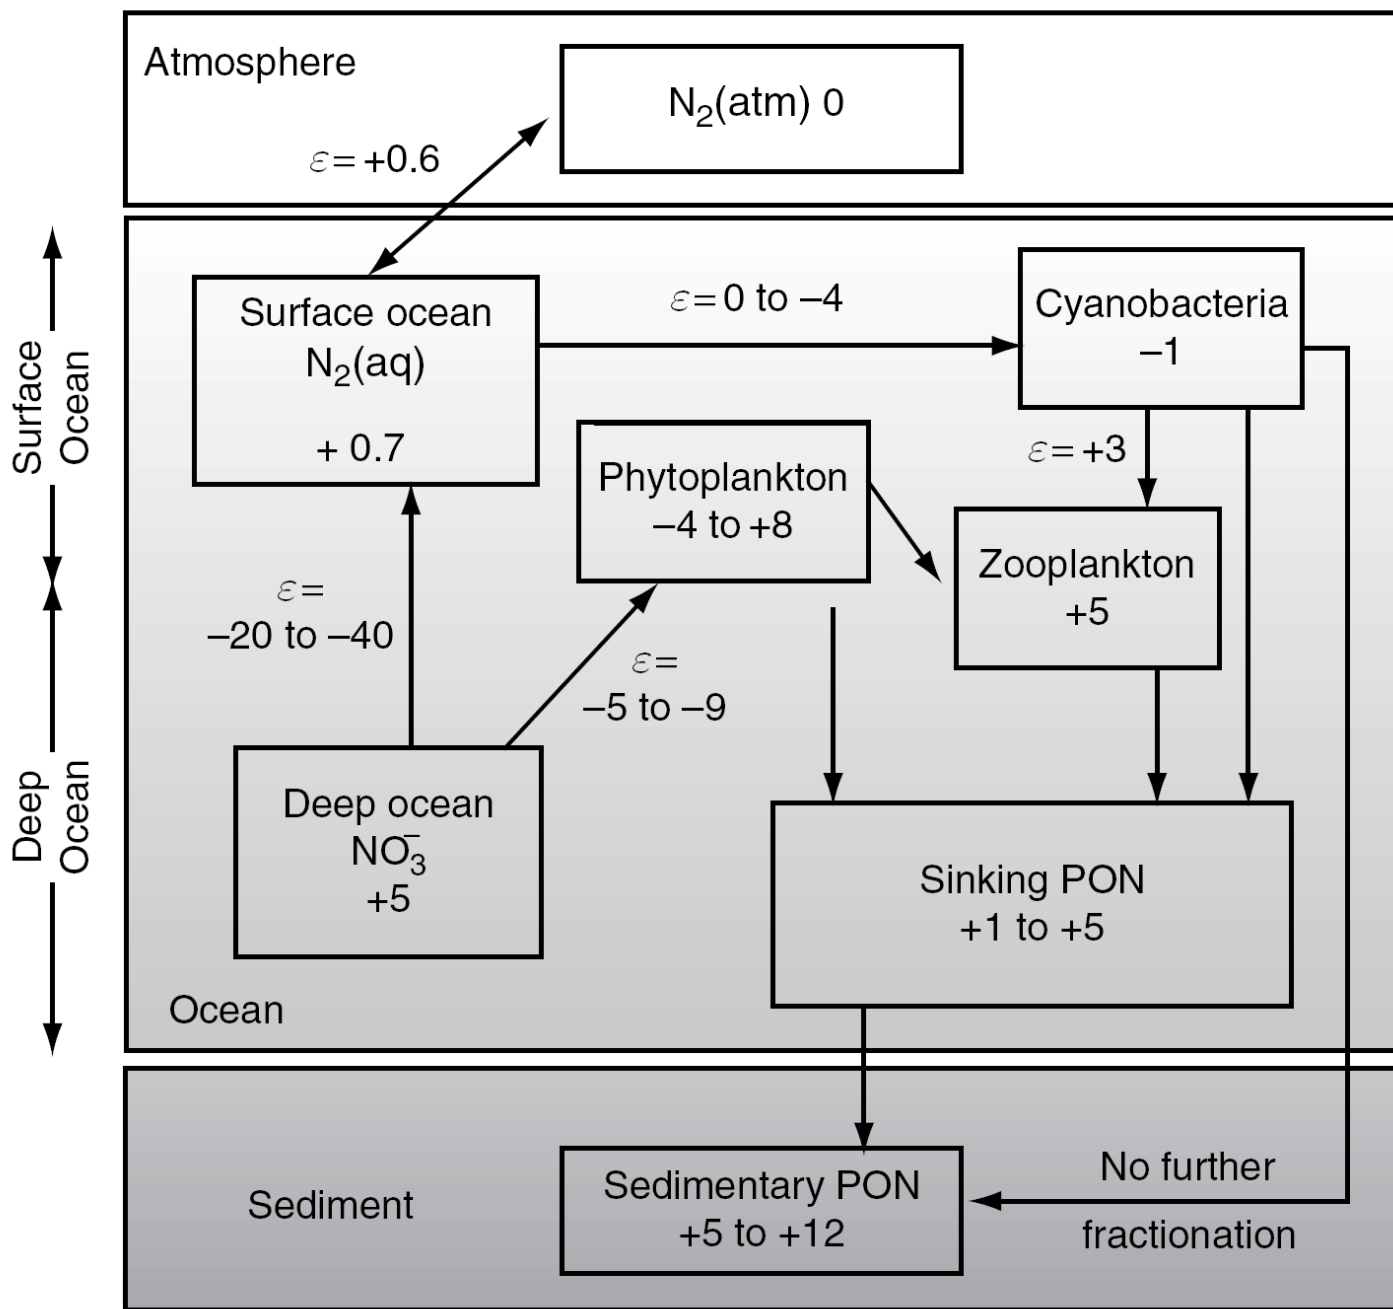 Atmosphere
N₂(atm) 0
ε= +0.6
Surface ocean
N₂(aq)
+ 0.7
ε= 0 to –4
Cyanobacteria
–1
Surface
Ocean
Phytoplankton
–4 to +8
ε= +3
Zooplankton
+5
ε=
–20 to –40
ε=
–5 to –9
Deep
Ocean
Deep ocean
NO₃⁻
+5
Sinking PON
+1 to +5
Ocean
Sediment
Sedimentary PON
+5 to +12
No further
fractionation